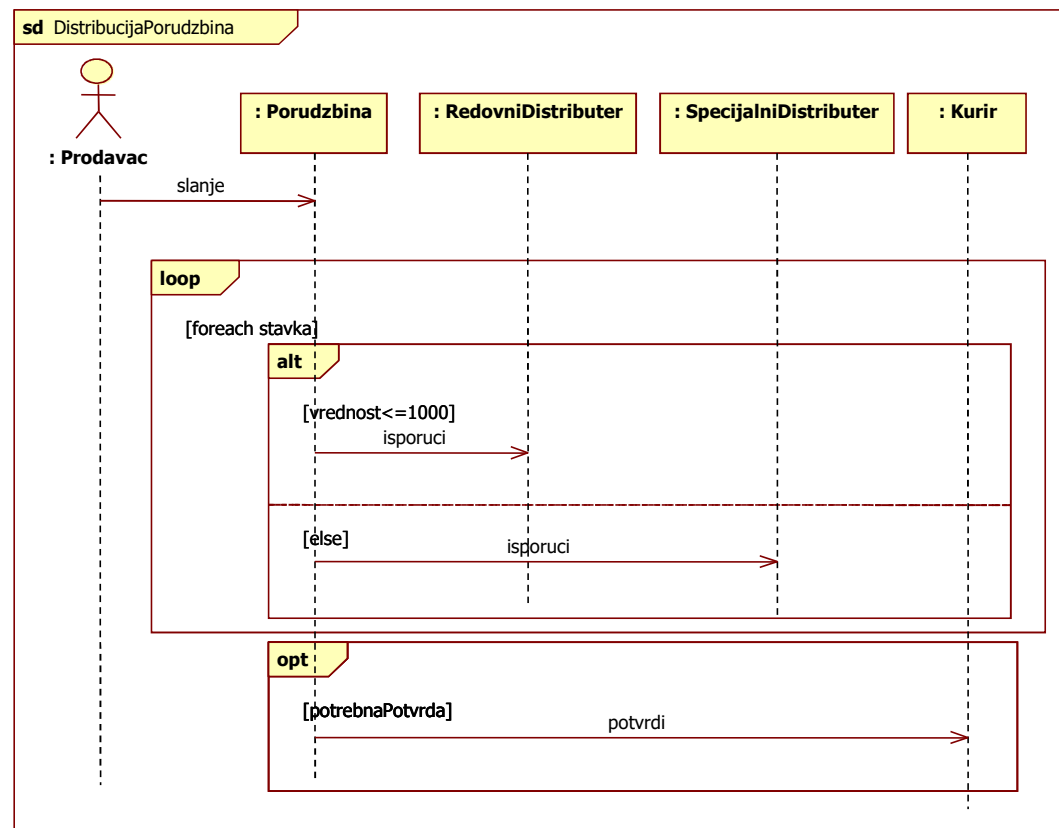 sd DistribucijaPorudzbina
: Prodavac
: Porudzbina
: RedovniDistributer
: SpecijalniDistributer
: Kurir
slanje
loop
[foreach stavka]
alt
[vrednost<=1000]
isporuci
[else]
isporuci
opt
[potrebnaPotvrda]
potvrdi